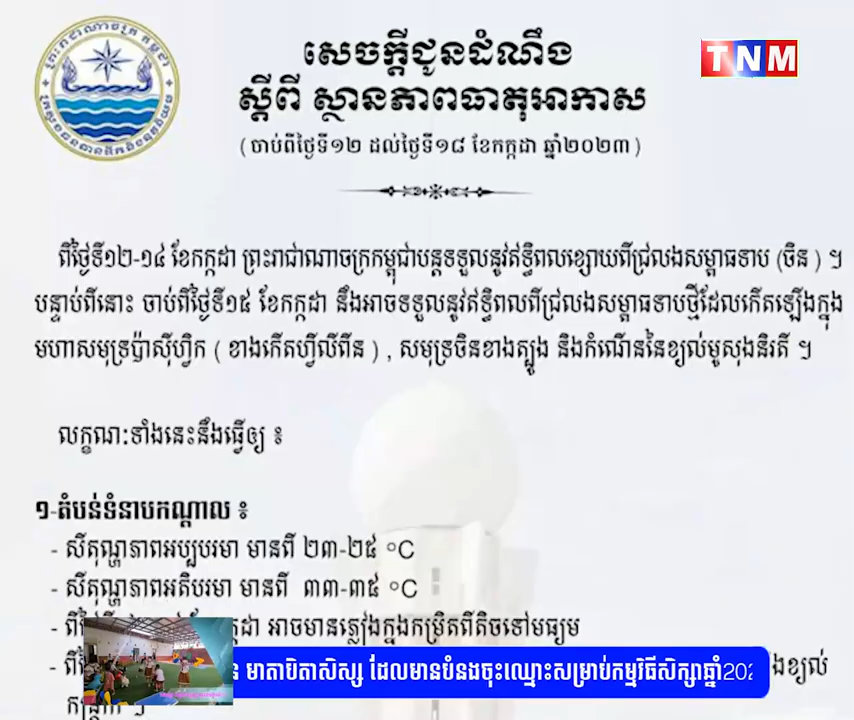 TNM
សេចក្តីជូនដំណឹង
ស្តីពី ស្ថានភាពធាតុអាកាស
( ចាប់ពីថ្ងៃទី១២ ដល់ថ្ងៃទី១៨ ខែកក្កដា ឆ្នាំ២០២៣ )
ពីថ្ងៃទី១២-១៤ ខែកក្កដា ព្រះរាជាណាចក្រកម្ពុជាបន្តទទួលនូវឥទ្ធិពលខ្សោយពីជ្រលងសម្ពាធទាប (ចិន ) ។
បន្ទាប់ពីនោះ ចាប់ពីថ្ងៃទី១៥ ខែកក្កដា នឹងអាចទទួលនូវឥទ្ធិពលពីជ្រលងសម្ពាធទាបថ្មីដែលកើតឡើងក្នុង
មហាសមុទ្រប៉ាស៊ីហ្វិក ( ខាងកើតហ្វីលីពីន ) , សមុទ្រចិនខាងត្បូង និងកំណើននៃខ្យល់មូសុងនិរតី ។
លក្ខណៈទាំងនេះនឹងធ្វើឲ្យ ៖
១-តំបន់ទំនាបកណ្តាល ៖
- សីតុណ្ហភាពអប្បបរមា មានពី ២៣-២៥ °C
- សីតុណ្ហភាពអតិបរមា មានពី ៣៣-៣៥ °C
- ពី កក្កដា អាចមានភ្លៀងក្នុងកម្រិតពីតិចទៅមធ្យម
- ពី ងខ្យល់
មាតាបិតាសិស្ស ដែលមានបំនងចុះឈ្មោះសម្រាប់កម្មវិធីសិក្សាឆ្នាំ202